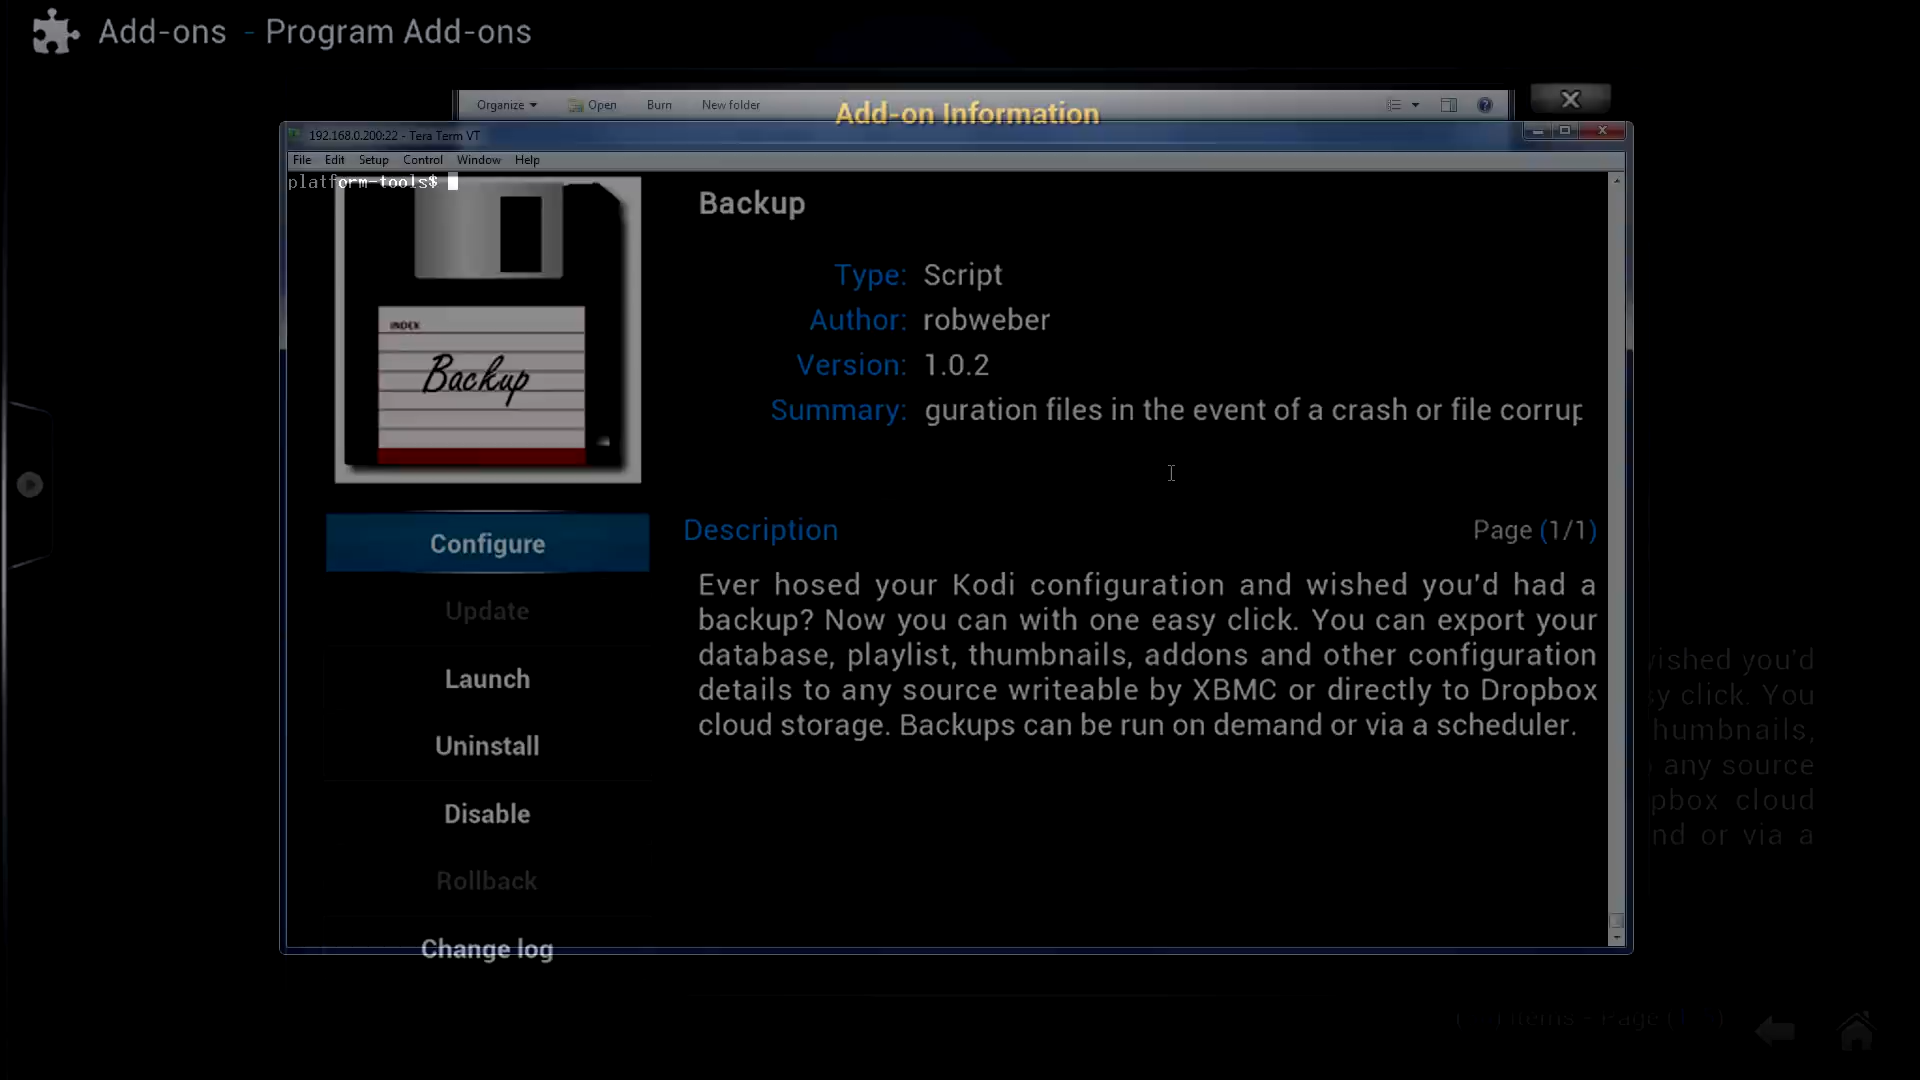 Add-ons - Program Add-ons
Organize Open Burn New folder
Add-on Information
192.168.0.200:22 - Tera Term VT
File Edit Setup Control Window Help
platform-tools$
INDEX
Backup
Backup
Type: Script
Author: robweber
Version: 1.0.2
Summary: guration files in the event of a crash or file corrup
Configure
Update
Launch
Uninstall
Disable
Rollback
Change log
Description
Page (1/1)
Ever hosed your Kodi configuration and wished you'd had a
backup? Now you can with one easy click. You can export your
database, playlist, thumbnails, addons and other configuration
details to any source writeable by XBMC or directly to Dropbox
cloud storage. Backups can be run on demand or via a scheduler.
wished you'd
sy click. You
humbnails,
any source
pbox cloud
nd or via a
items - Page (